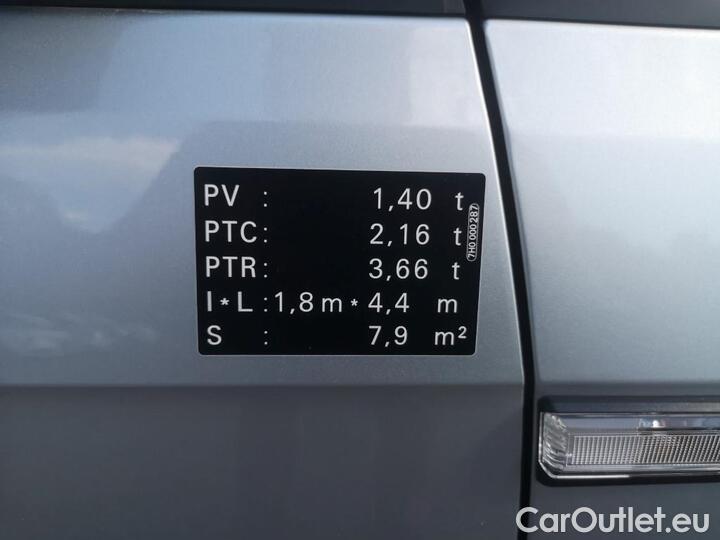 PV : 1,40 t
PTC: 2,16 t
PTR: 3,66 t
I*L :1,8m*4,4 m
S : 7,9 m²
7H0 000 287
CarOutlet.eu